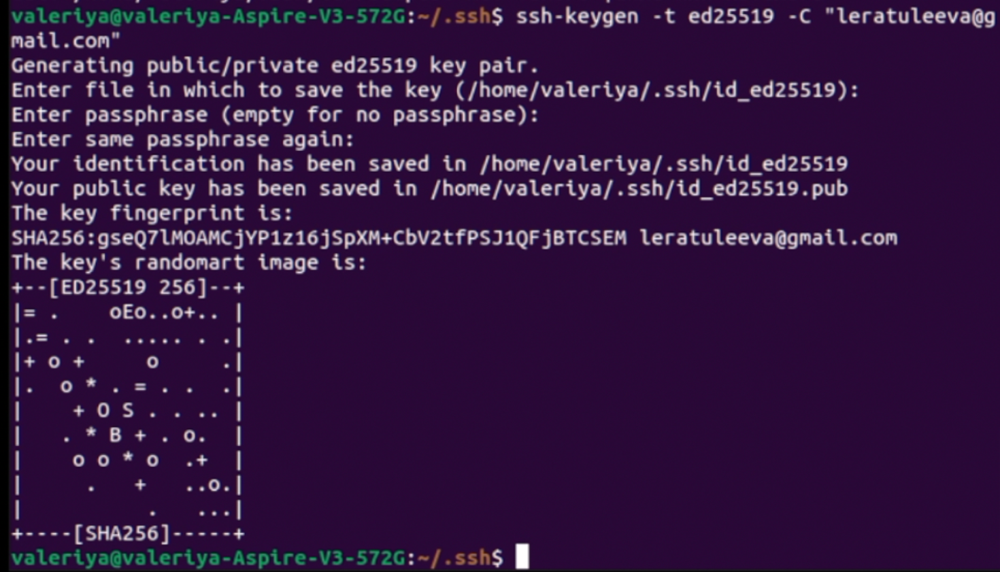 valeriya@valeriya-Aspire-V3-572G:~/.ssh$ ssh-keygen -t ed25519 -C "leratuleeva@g
mail.com"
Generating public/private ed25519 key pair.
Enter file in which to save the key (/home/valeriya/.ssh/id_ed25519):
Enter passphrase (empty for no passphrase):
Enter same passphrase again:
Your identification has been saved in /home/valeriya/.ssh/id_ed25519
Your public key has been saved in /home/valeriya/.ssh/id_ed25519.pub
The key fingerprint is:
SHA256:gseQ7lMOAMCjYP1z16jSpXM+CbV2tfPSJ1QFjBTCSEM leratuleeva@gmail.com
The key's randomart image is:
+--[ED25519 256]--+
|= .    oEo..o+.. |
|.= . .  ..... . .|
|+ o +     o     .|
|.  o * . = . .  .|
|    + O S . . .. |
|   . * B + . o.  |
|    o o * o  .+  |
|     .   +   ..o.|
|          .   ...|
+----[SHA256]-----+
valeriya@valeriya-Aspire-V3-572G:~/.ssh$